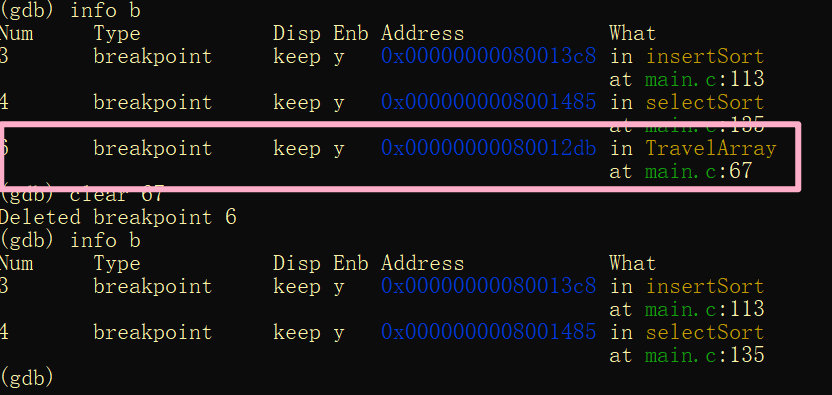 (gdb) info b
Num Type Disp Enb Address What
3 breakpoint keep y 0x00000000080013c8 in insertSort
at main.c:113
4 breakpoint keep y 0x0000000008001485 in selectSort
at main.c:135
6 breakpoint keep y 0x00000000080012db in TravelArray
at main.c:67
(gdb) clear 67
Deleted breakpoint 6
(gdb) info b
Num Type Disp Enb Address What
3 breakpoint keep y 0x00000000080013c8 in insertSort
at main.c:113
4 breakpoint keep y 0x0000000008001485 in selectSort
at main.c:135
(gdb)